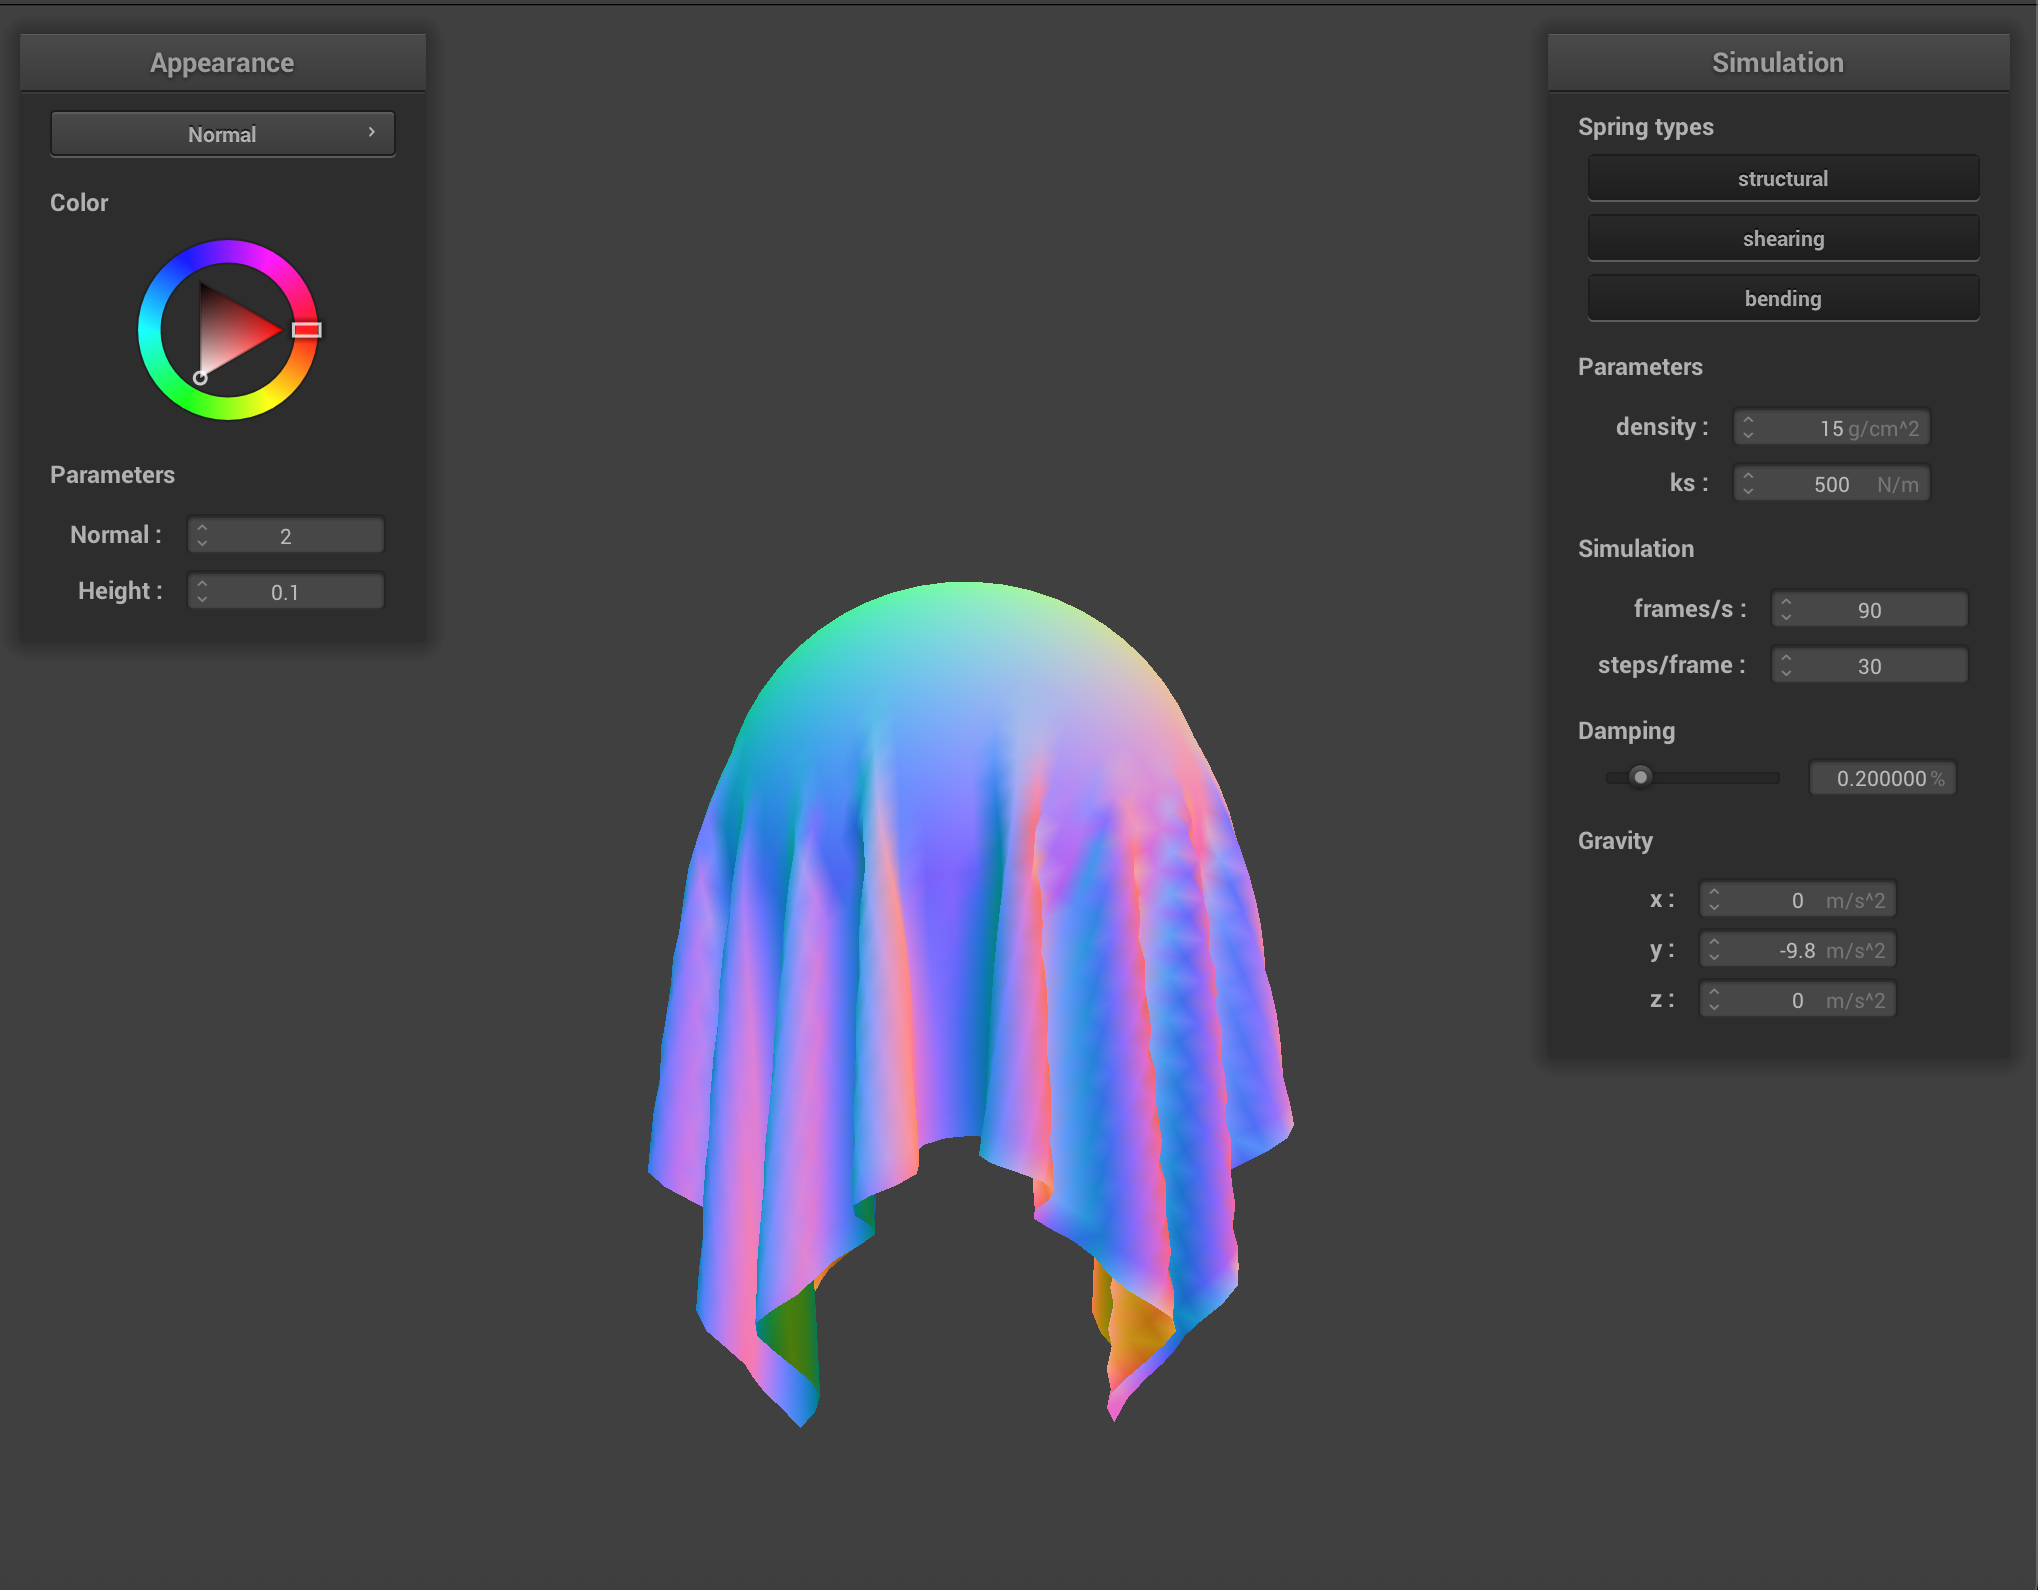 Appearance
Normal
Color
Parameters
Normal : 2
Height : 0.1
Simulation
Spring types
structural
shearing
bending
Parameters
density : 15 g/cm^2
ks : 500 N/m
Simulation
frames/s : 90
steps/frame : 30
Damping
0.200000 %
Gravity
x : 0 m/s^2
y : -9.8 m/s^2
z : 0 m/s^2